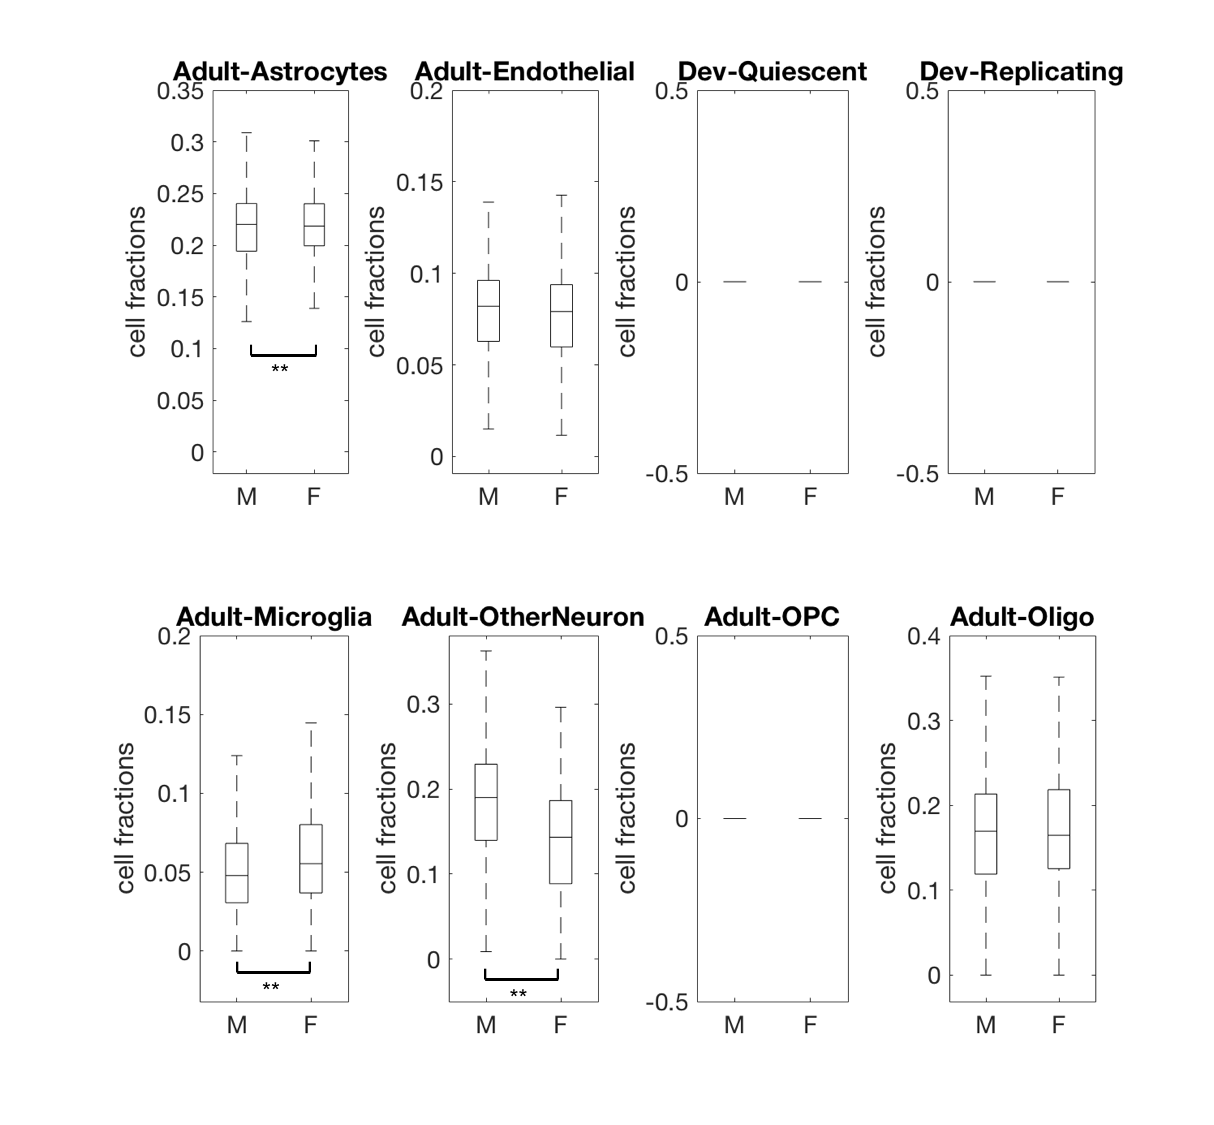 Adult-Astrocytes
0.35
0.3
0.25
0.2
0.15
0.1
0.05
0
cell fractions
**
M F
Adult-Endothelial
0.2
0.15
0.1
0.05
0
cell fractions
M F
Dev-Quiescent
0.5
0
-0.5
cell fractions
M F
Dev-Replicating
0.5
0
-0.5
cell fractions
M F
Adult-Microglia
0.2
0.15
0.1
0.05
0
cell fractions
**
M F
Adult-OtherNeuron
0.3
0.2
0.1
0
cell fractions
**
M F
Adult-OPC
0.5
0
-0.5
cell fractions
M F
Adult-Oligo
0.4
0.3
0.2
0.1
0
cell fractions
M F